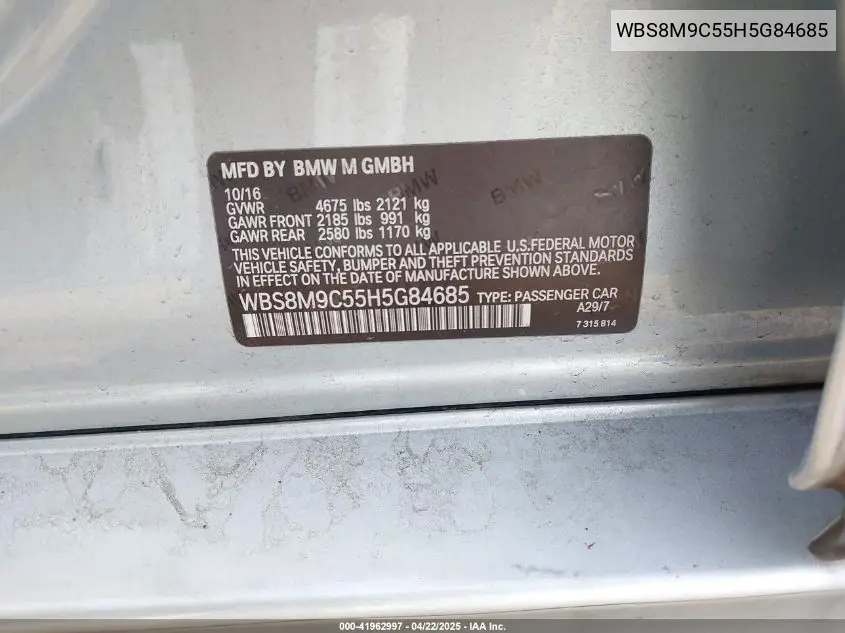 WBS8M9C55H5G84685
MFD BY BMW M GMBH
10/16
GVWR 4675 lbs 2121 kg
GAWR FRONT 2185 lbs 991 kg
GAWR REAR 2580 lbs 1170 kg
THIS VEHICLE CONFORMS TO ALL APPLICABLE U.S.FEDERAL MOTOR
VEHICLE SAFETY, BUMPER AND THEFT PREVENTION STANDARDS
IN EFFECT ON THE DATE OF MANUFACTURE SHOWN ABOVE.
WBS8M9C55H5G84685 TYPE: PASSENGER CAR
A29/7
7 315 814
BMW BMW BMW
000-41962997 - 04/22/2025 - IAA Inc.